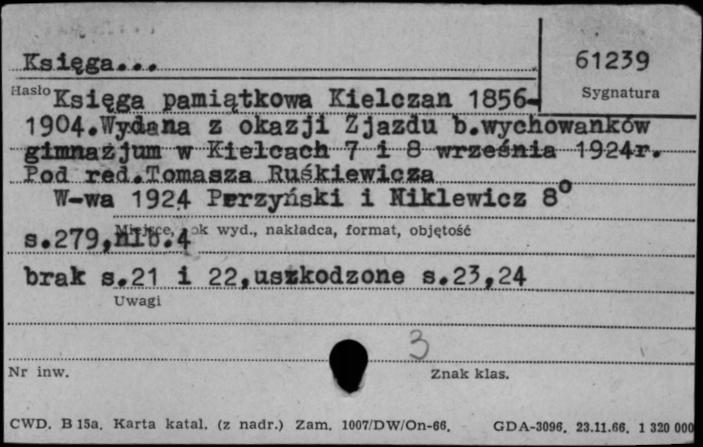 Księga...
61239
Hasło
Sygnatura
Księga pamiątkowa Kielczan 1856-
1904.Wydana z okazji Zjazdu b.wychowanków
gimnazjum w Kielcach 7 i 8 września 1924r.
Pod red.Tomasza Ruśkiewicza
W-wa 1924 Perzyński i Niklewicz 8°
Miejsce, rok wyd., nakładca, format, objętość
s.279,nlb.4
brak s.21 i 22,uszkodzone s.23,24
Uwagi
3
Nr inw.
Znak klas.
CWD. B 15a. Karta katal. (z nadr.) Zam. 1007/DW/On-66. GDA-3096. 23.11.66. 1 320 000